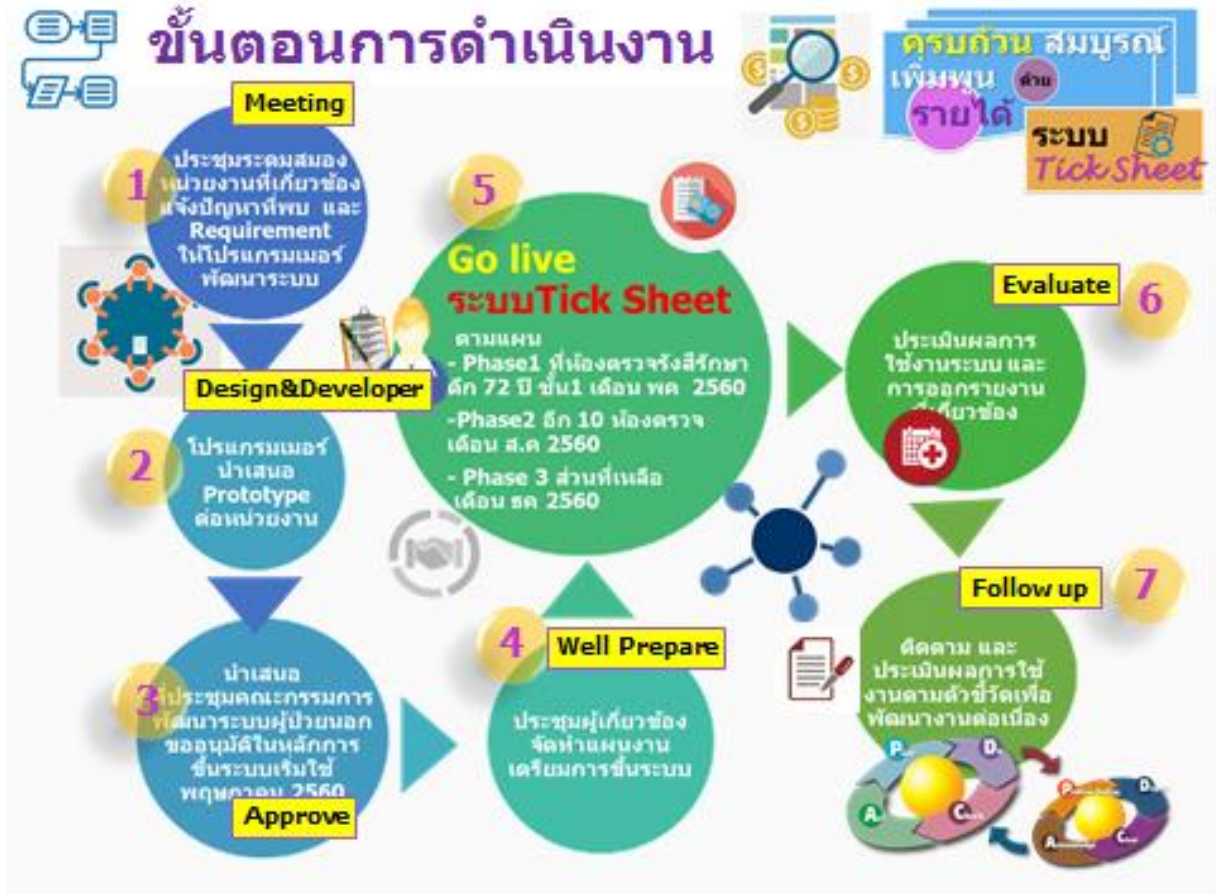 ขั้นตอนการดำเนินงาน
ครบถ้วน สมบูรณ์
เพิ่มพูน ด้วย
รายได้
ระบบ
Tick Sheet
Meeting
1
ประชุมระดมสมอง
หน่วยงานที่เกี่ยวข้อง
แจ้งปัญหาที่พบ และ
Requirement
ให้โปรแกรมเมอร์
พัฒนาระบบ
Design&Developer
2
โปรแกรมเมอร์
นำเสนอ
Prototype
ต่อหน่วยงาน
3
นำเสนอ
ที่ประชุมคณะกรรมการ
พัฒนาระบบผู้ป่วยนอก
ขออนุมัติในหลักการ
ขึ้นระบบเริ่มใช้
พฤษภาคม 2560
Approve
4
Well Prepare
ประชุมผู้เกี่ยวข้อง
จัดทำแผนงาน
เตรียมการขึ้นระบบ
5
Go live
ระบบTick Sheet
ตามแผน
- Phase1 ที่ห้องตรวจรังสีรักษา
ตึก 72 ปี ชั้น1 เดือน พค 2560
-Phase2 อีก 10 ห้องตรวจ
เดือน ส.ค 2560
- Phase 3 ส่วนที่เหลือ
เดือน ธค 2560
Evaluate
6
ประเมินผลการ
ใช้งานระบบ และ
การออกรายงาน
ที่เกี่ยวข้อง
Follow up
7
ติดตาม และ
ประเมินผลการใช้
งานตามตัวชี้วัดเพื่อ
พัฒนางานต่อเนื่อง
P D
A C
P D
A C